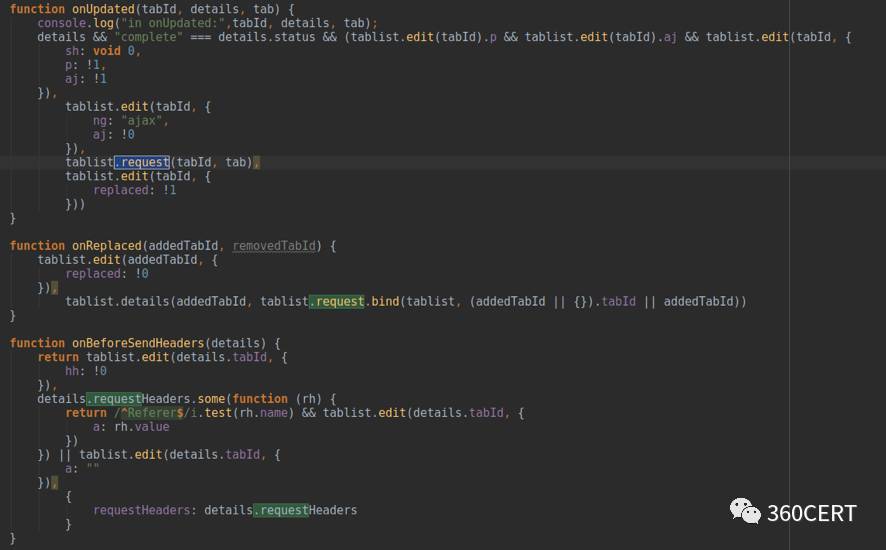 function onUpdated(tabId, details, tab) {
    console.log("in onUpdated:",tabId, details, tab);
    details && "complete" === details.status && (tablist.edit(tabId).p && tablist.edit(tabId).aj && tablist.edit(tabId, {
        sh: void 0,
        p: !1,
        aj: !1
    }),
        tablist.edit(tabId, {
            ng: "ajax",
            aj: !0
        }),
        tablist.request(tabId, tab),
        tablist.edit(tabId, {
            replaced: !1
        }))
}
function onReplaced(addedTabId, removedTabId) {
    tablist.edit(addedTabId, {
        replaced: !0
    }),
        tablist.details(addedTabId, tablist.request.bind(tablist, (addedTabId || {}).tabId || addedTabId))
}
function onBeforeSendHeaders(details) {
    return tablist.edit(details.tabId, {
        hh: !0
    }),
    details.requestHeaders.some(function (rh) {
        return /^Referer$/i.test(rh.name) && tablist.edit(details.tabId, {
            a: rh.value
        })
    }) || tablist.edit(details.tabId, {
        a: ""
    }),
        {
            requestHeaders: details.requestHeaders
        }
}
360CERT